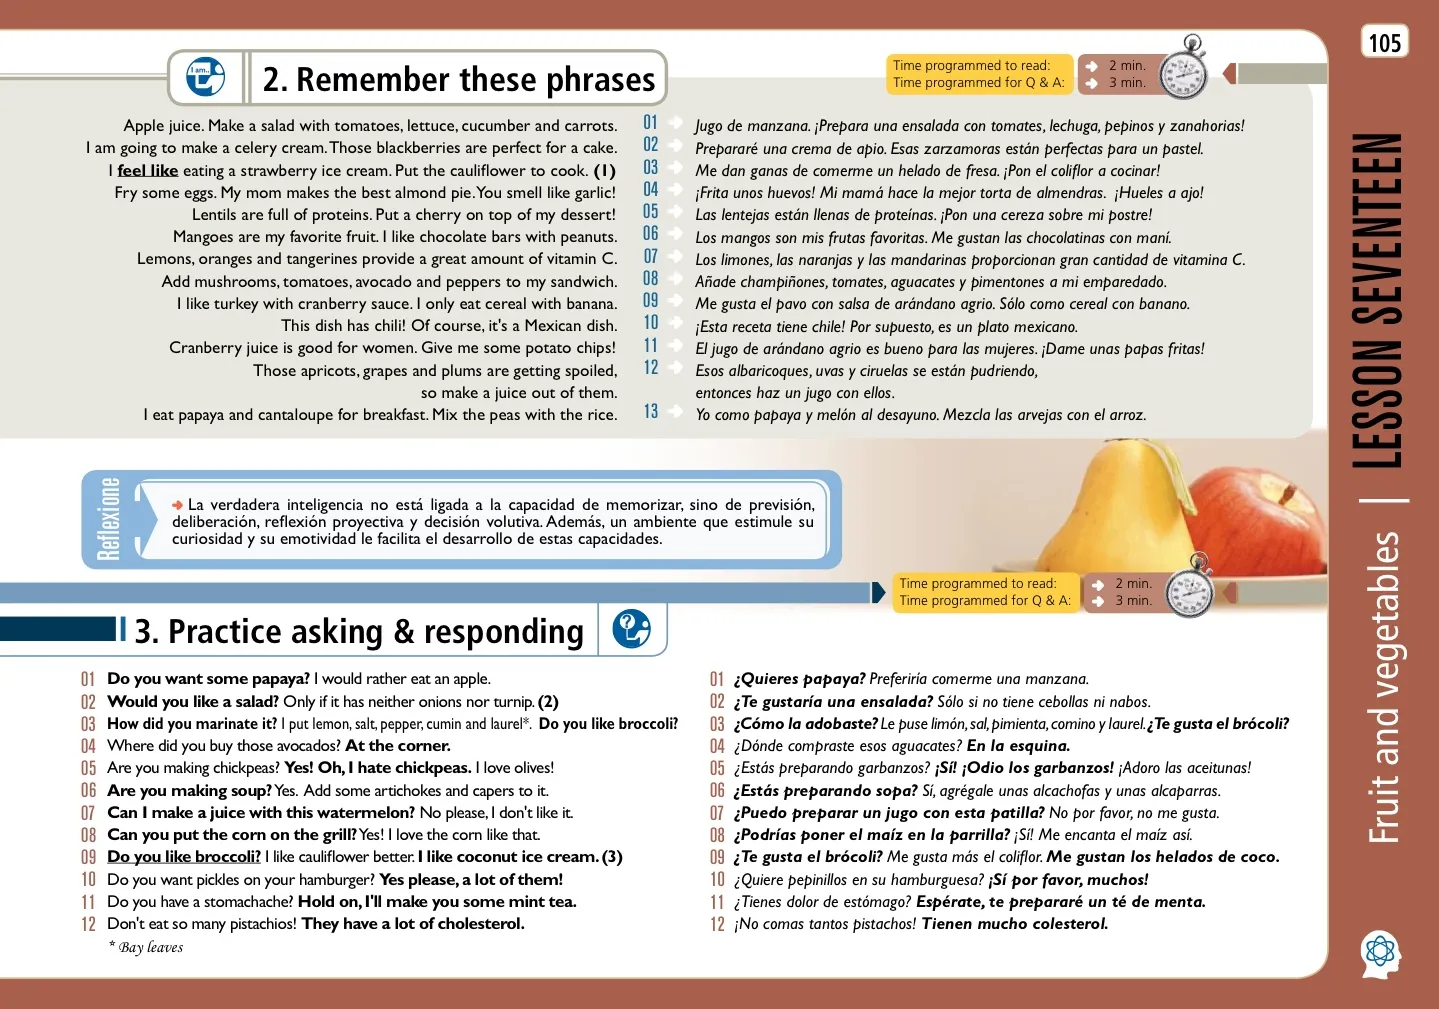 105
I am..
2. Remember these phrases
Time programmed to read: 2 min.
Time programmed for Q & A: 3 min.
Apple juice. Make a salad with tomatoes, lettuce, cucumber and carrots. 01 Jugo de manzana. ¡Prepara una ensalada con tomates, lechuga, pepinos y zanahorias!
I am going to make a celery cream. Those blackberries are perfect for a cake. 02 Prepararé una crema de apio. Esas zarzamoras están perfectas para un pastel.
I feel like eating a strawberry ice cream. Put the cauliflower to cook. (1) 03 Me dan ganas de comerme un helado de fresa. ¡Pon el coliflor a cocinar!
Fry some eggs. My mom makes the best almond pie. You smell like garlic! 04 ¡Frita unos huevos! Mi mamá hace la mejor torta de almendras. ¡Hueles a ajo!
Lentils are full of proteins. Put a cherry on top of my dessert! 05 Las lentejas están llenas de proteínas. ¡Pon una cereza sobre mi postre!
Mangoes are my favorite fruit. I like chocolate bars with peanuts. 06 Los mangos son mis frutas favoritas. Me gustan las chocolatinas con maní.
Lemons, oranges and tangerines provide a great amount of vitamin C. 07 Los limones, las naranjas y las mandarinas proporcionan gran cantidad de vitamina C.
Add mushrooms, tomatoes, avocado and peppers to my sandwich. 08 Añade champiñones, tomates, aguacates y pimentones a mi emparedado.
I like turkey with cranberry sauce. I only eat cereal with banana. 09 Me gusta el pavo con salsa de arándano agrio. Sólo como cereal con banano.
This dish has chili! Of course, it's a Mexican dish. 10 ¡Esta receta tiene chile! Por supuesto, es un plato mexicano.
Cranberry juice is good for women. Give me some potato chips! 11 El jugo de arándano agrio es bueno para las mujeres. ¡Dame unas papas fritas!
Those apricots, grapes and plums are getting spoiled, 12 Esos albaricoques, uvas y ciruelas se están pudriendo,
so make a juice out of them. entonces haz un jugo con ellos.
I eat papaya and cantaloupe for breakfast. Mix the peas with the rice. 13 Yo como papaya y melón al desayuno. Mezcla las arvejas con el arroz.
Reflexione
La verdadera inteligencia no está ligada a la capacidad de memorizar, sino de previsión,
deliberación, reflexión proyectiva y decisión volutiva. Además, un ambiente que estimule su
curiosidad y su emotividad le facilita el desarrollo de estas capacidades.
Time programmed to read: 2 min.
Time programmed for Q & A: 3 min.
3. Practice asking & responding
?
01 Do you want some papaya? I would rather eat an apple.
02 Would you like a salad? Only if it has neither onions nor turnip. (2)
03 How did you marinate it? I put lemon, salt, pepper, cumin and laurel*. Do you like broccoli?
04 Where did you buy those avocados? At the corner.
05 Are you making chickpeas? Yes! Oh, I hate chickpeas. I love olives!
06 Are you making soup? Yes. Add some artichokes and capers to it.
07 Can I make a juice with this watermelon? No please, I don't like it.
08 Can you put the corn on the grill? Yes! I love the corn like that.
09 Do you like broccoli? I like cauliflower better. I like coconut ice cream. (3)
10 Do you want pickles on your hamburger? Yes please, a lot of them!
11 Do you have a stomachache? Hold on, I'll make you some mint tea.
12 Don't eat so many pistachios! They have a lot of cholesterol.
* Bay leaves
01 ¿Quieres papaya? Preferiría comerme una manzana.
02 ¿Te gustaría una ensalada? Sólo si no tiene cebollas ni nabos.
03 ¿Cómo la adobaste? Le puse limón, sal, pimienta, comino y laurel. ¿Te gusta el brócoli?
04 ¿Dónde compraste esos aguacates? En la esquina.
05 ¿Estás preparando garbanzos? ¡Sí! ¡Odio los garbanzos! ¡Adoro las aceitunas!
06 ¿Estás preparando sopa? Sí, agrégale unas alcachofas y unas alcaparras.
07 ¿Puedo preparar un jugo con esta patilla? No por favor, no me gusta.
08 ¿Podrías poner el maíz en la parrilla? ¡Sí! Me encanta el maíz así.
09 ¿Te gusta el brócoli? Me gusta más el coliflor. Me gustan los helados de coco.
10 ¿Quiere pepinillos en su hamburguesa? ¡Sí por favor, muchos!
11 ¿Tienes dolor de estómago? Espérate, te prepararé un té de menta.
12 ¡No comas tantos pistachos! Tienen mucho colesterol.
Fruit and vegetables | LESSON SEVENTEEN